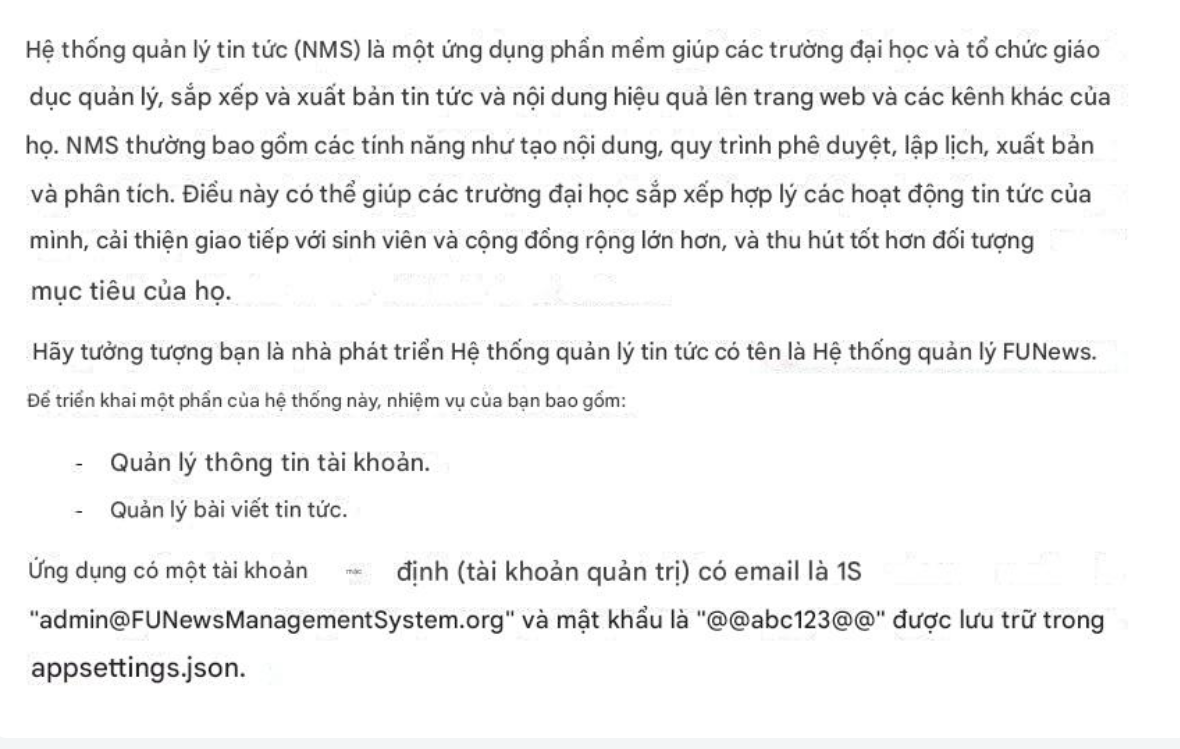 Hệ thống quản lý tin tức (NMS) là một ứng dụng phần mềm giúp các trường đại học và tổ chức giáo
dục quản lý, sắp xếp và xuất bản tin tức và nội dung hiệu quả lên trang web và các kênh khác của
họ. NMS thường bao gồm các tính năng như tạo nội dung, quy trình phê duyệt, lập lịch, xuất bản
và phân tích. Điều này có thể giúp các trường đại học sắp xếp hợp lý các hoạt động tin tức của
mình, cải thiện giao tiếp với sinh viên và cộng đồng rộng lớn hơn, và thu hút tốt hơn đối tượng
mục tiêu của họ.
Hãy tưởng tượng bạn là nhà phát triển Hệ thống quản lý tin tức có tên là Hệ thống quản lý FUNews.
Để triển khai một phần của hệ thống này, nhiệm vụ của bạn bao gồm:
- Quản lý thông tin tài khoản.
- Quản lý bài viết tin tức.
Ứng dụng có một tài khoản mặc định (tài khoản quản trị) có email là 1S
"admin@FUNewsManagementSystem.org" và mật khẩu là "@@abc123@@" được lưu trữ trong
appsettings.json.